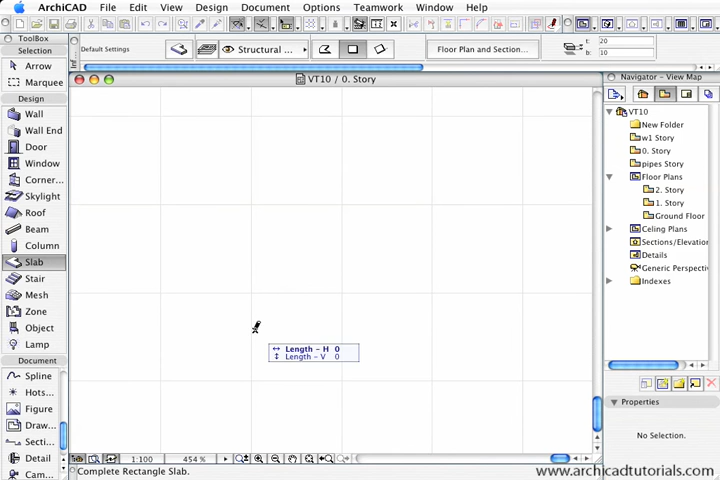 ArchiCAD File Edit View Design Document Options Teamwork Window Help
ToolBox
Selection
Arrow
Marquee
Design
Wall
Wall End
Door
Window
Corner...
Skylight
Roof
Beam
Column
Slab
Stair
Mesh
Zone
Object
Lamp
Document
Spline
Hots...
Figure
Draw...
Secti...
Detail
Cam...
Default Settings
Structural ...
Floor Plan and Section...
t: 20
b: 10
VT10 / 0. Story
Length - H 0
Length - V 0
1:100
454 %
Complete Rectangle Slab.
Navigator - View Map
VT10
New Folder
w1 Story
0. Story
pipes Story
Floor Plans
2. Story
1. Story
Ground Floor
Celing Plans
Sections/Elevation
Details
Generic Perspecti
Indexes
Properties
No Selection.
www.archicadtutorials.com